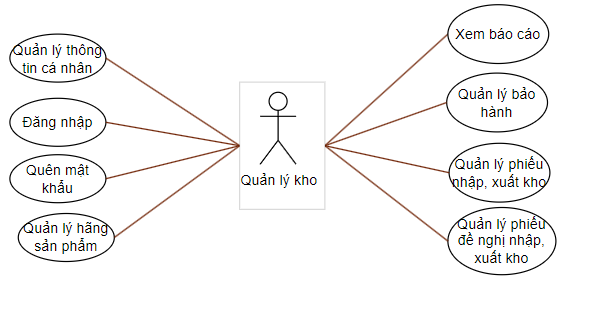 Quản lý thông
tin cá nhân
Đăng nhập
Quên mật
khẩu
Quản lý hãng
sản phẩm
Quản lý kho
Xem báo cáo
Quản lý bảo
hành
Quản lý phiếu
nhập, xuất kho
Quản lý phiếu
đề nghị nhập,
xuất kho